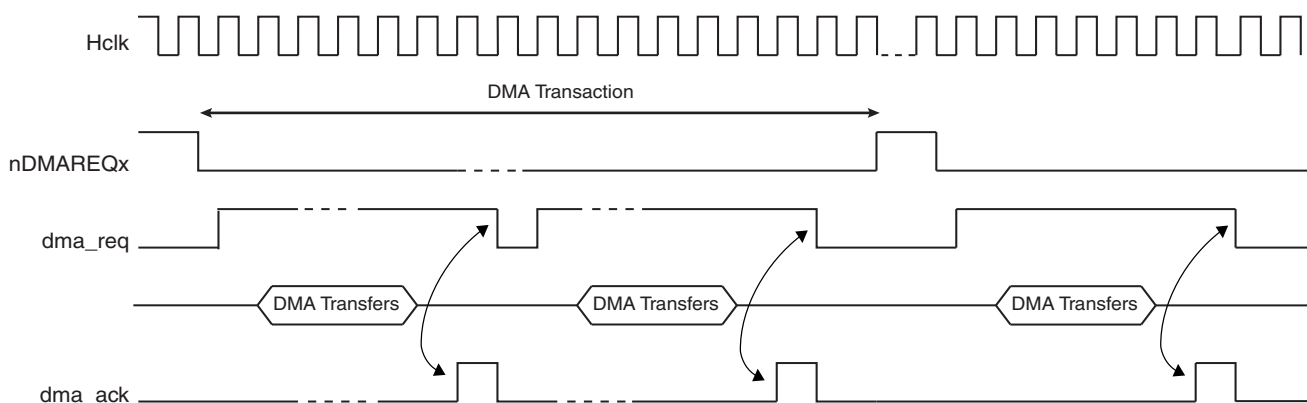 Hclk
DMA Transaction
nDMAREQx
dma_req
DMA Transfers DMA Transfers DMA Transfers
dma_ack